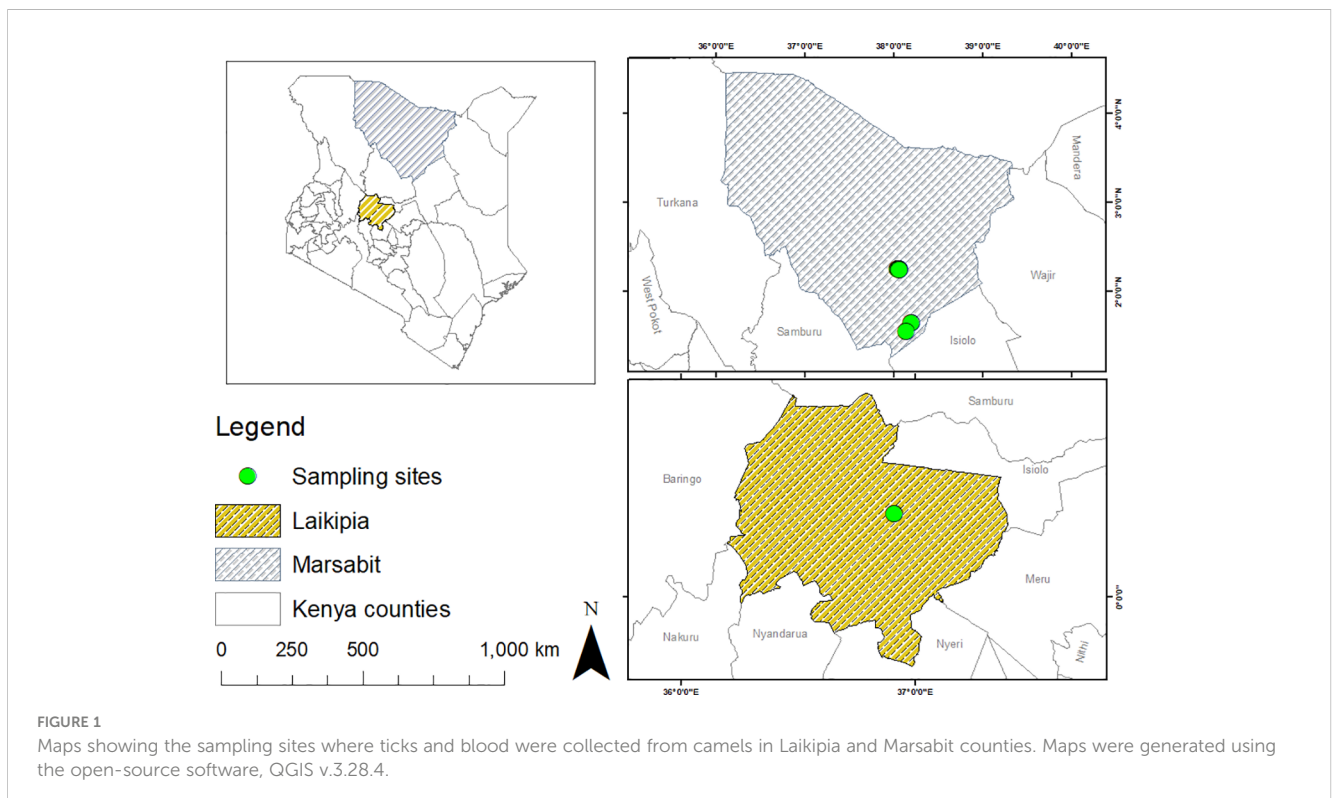 36°0'0"E 37°0'0"E 38°0'0"E 39°0'0"E 40°0'0"E
4°0'0"N
3°0'0"N
2°0'0"N
Mandera
Turkana
Wajir
West Pokot
Samburu
Isiolo
Legend
Sampling sites
Laikipia
Marsabit
Kenya counties
N
0 250 500 1,000 km
Samburu
Isiolo
Baringo
Meru
0°0'0"
Nakuru
Nyandarua
Nyeri
Nithi
36°0'0"E 37°0'0"E
FIGURE 1
Maps showing the sampling sites where ticks and blood were collected from camels in Laikipia and Marsabit counties. Maps were generated using
the open-source software, QGIS v.3.28.4.